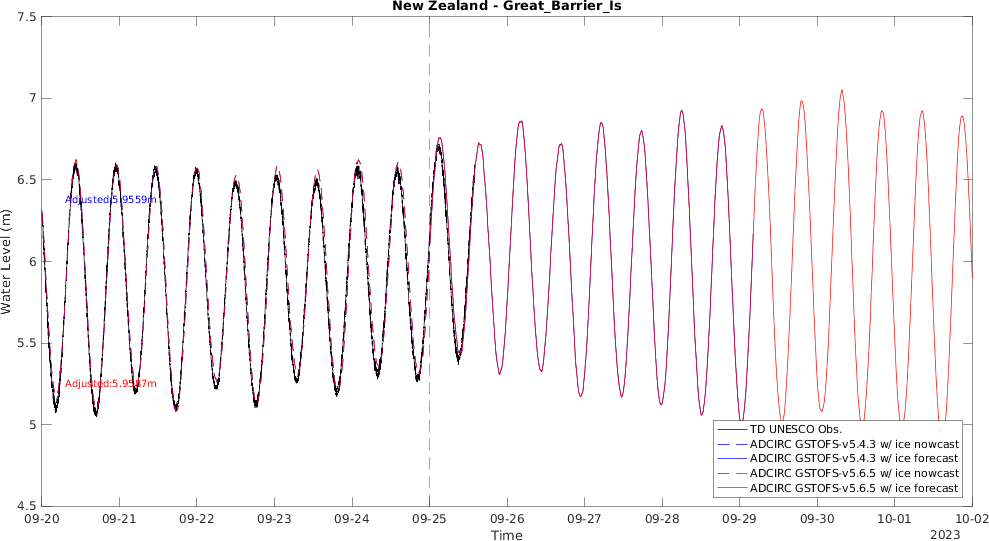 New Zealand - Great_Barrier_Is
7.5
7
6.5
6
5.5
5
4.5
Water Level (m)
Adjusted:5.9559m
Adjusted:5.9587m
TD UNESCO Obs.
ADCIRC GSTOFS-v5.4.3 w/ ice nowcast
ADCIRC GSTOFS-v5.4.3 w/ ice forecast
ADCIRC GSTOFS-v5.6.5 w/ ice nowcast
ADCIRC GSTOFS-v5.6.5 w/ ice forecast
09-20 09-21 09-22 09-23 09-24 09-25 09-26 09-27 09-28 09-29 09-30 10-01 10-02
Time
2023